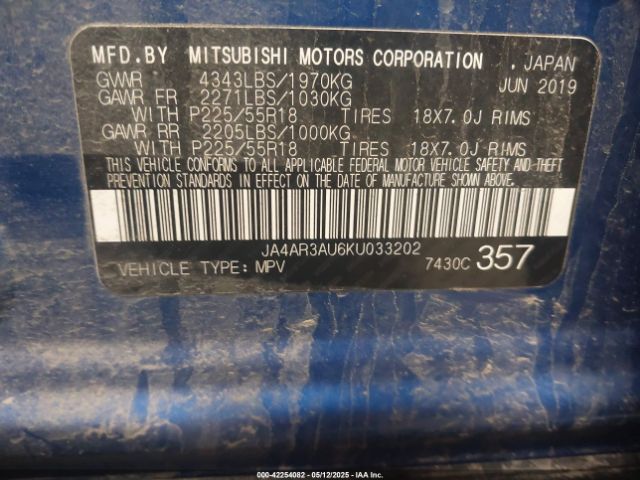 MFD.BY MITSUBISHI MOTORS CORPORATION . JAPAN
GWWR 4343LBS/1970KG JUN 2019
GAWR FR 2271LBS/1030KG
WITH P225/55R18 TIRES 18X7.0J RIMS
GAWR RR 2205LBS/1000KG
WITH P225/55R18 TIRES 18X7.0J RIMS
THIS VEHICLE CONFORMS TO ALL APPLICABLE FEDERAL MOTOR VEHICLE SAFETY AND THEFT
PREVENTION STANDARDS IN EFFECT ON THE DATE OF MANUFACTURE SHOWN ABOVE.
JA4AR3AU6KU033202
VEHICLE TYPE: MPV 7430C 357
000-42254082 - 05/12/2025 - IAA Inc.